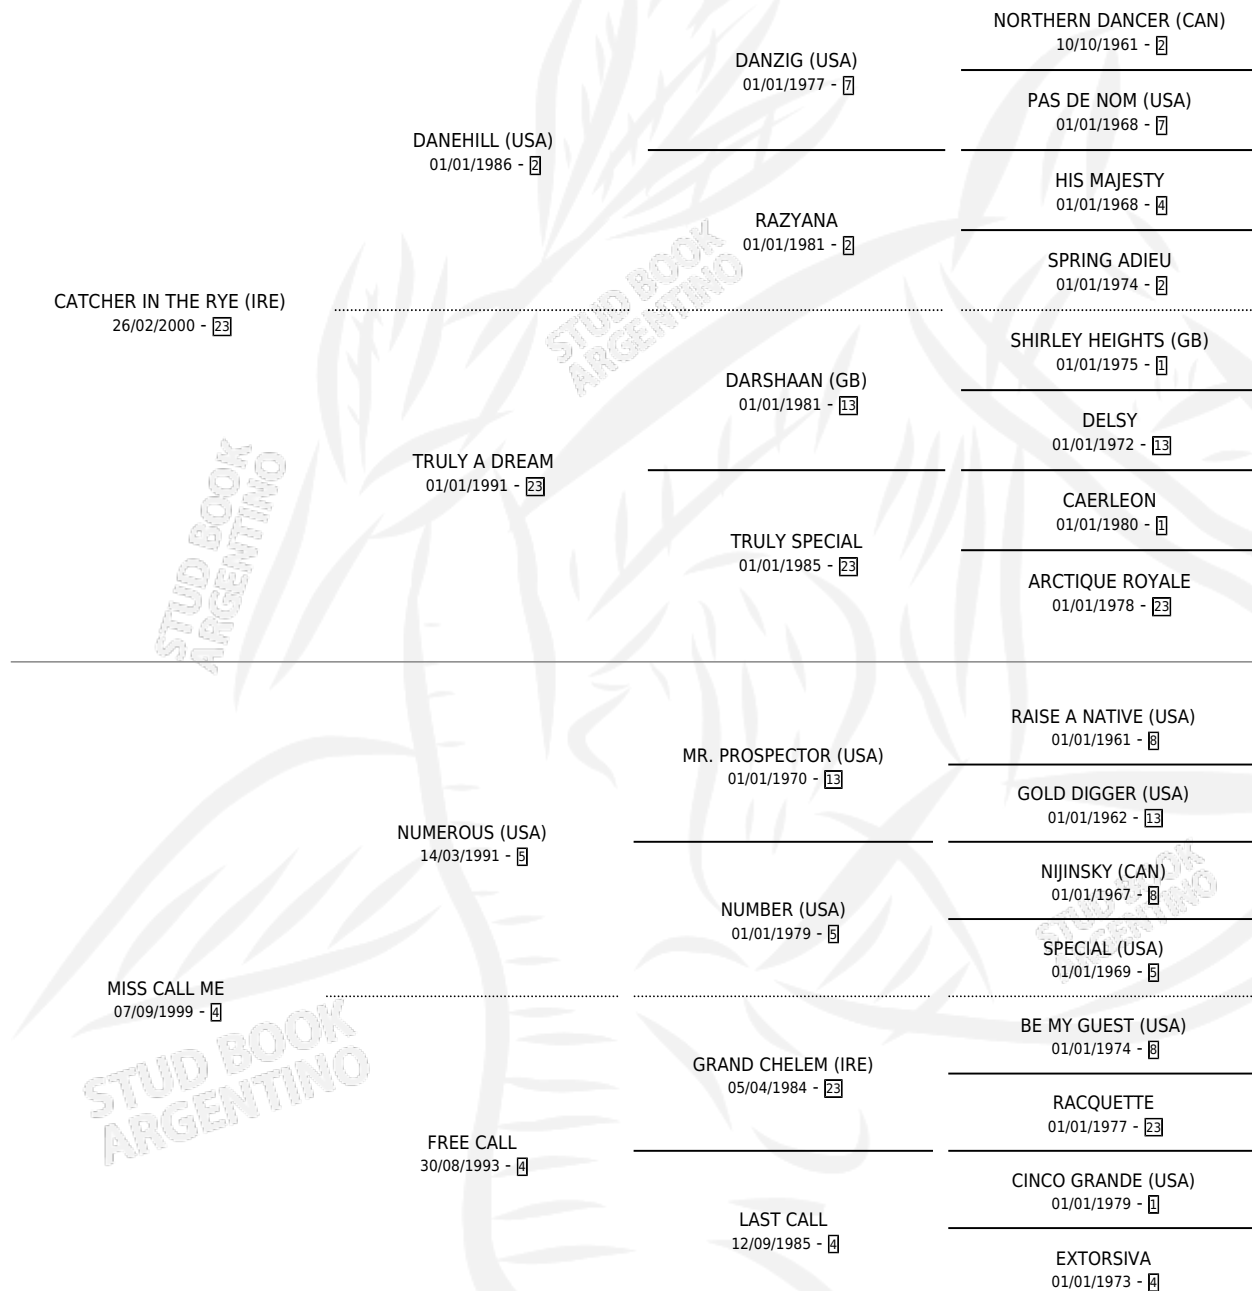 NORTHERN DANCER (CAN)
10/10/1961 - 2
DANZIG (USA)
01/01/1977 - 7
PAS DE NOM (USA)
01/01/1968 - 7
DANEHILL (USA)
01/01/1986 - 2
HIS MAJESTY
01/01/1968 - 4
RAZYANA
01/01/1981 - 2
SPRING ADIEU
01/01/1974 - 2
CATCHER IN THE RYE (IRE)
26/02/2000 - 23
SHIRLEY HEIGHTS (GB)
01/01/1975 - 1
DARSHAAN (GB)
01/01/1981 - 13
DELSY
01/01/1972 - 13
TRULY A DREAM
01/01/1991 - 23
CAERLEON
01/01/1980 - 1
TRULY SPECIAL
01/01/1985 - 23
ARCTIQUE ROYALE
01/01/1978 - 23
RAISE A NATIVE (USA)
01/01/1961 - 8
MR. PROSPECTOR (USA)
01/01/1970 - 13
GOLD DIGGER (USA)
01/01/1962 - 13
NUMEROUS (USA)
14/03/1991 - 5
NIJINSKY (CAN)
01/01/1967 - 8
NUMBER (USA)
01/01/1979 - 5
SPECIAL (USA)
01/01/1969 - 5
MISS CALL ME
07/09/1999 - 4
BE MY GUEST (USA)
01/01/1974 - 8
GRAND CHELEM (IRE)
05/04/1984 - 23
RACQUETTE
01/01/1977 - 23
FREE CALL
30/08/1993 - 4
CINCO GRANDE (USA)
01/01/1979 - 1
LAST CALL
12/09/1985 - 4
EXTORSIVA
01/01/1973 - 4
STUD BOOK
ARGENTINO
STUD BOOK
ARGENTINO
STUD BOOK
ARGENTINO
STUD BOOK
ARGENTINO